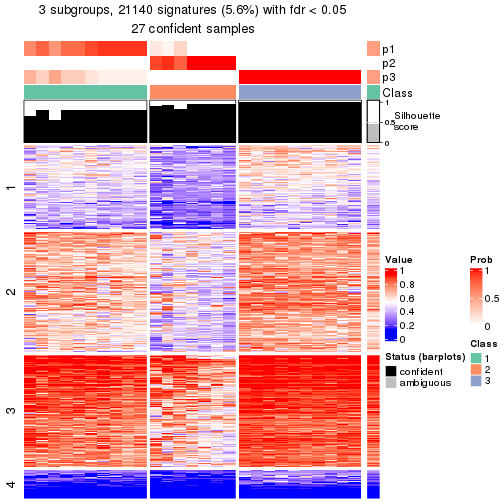 3 subgroups, 21140 signatures (5.6%) with fdr < 0.05
27 confident samples
p1
p2
p3
Class
1
0.5
0
Silhouette
score
1
2
3
4
Value
1
0.8
0.6
0.4
0.2
0
Prob
1
0.5
0
Status (barplots)
confident
ambiguous
Class
1
2
3